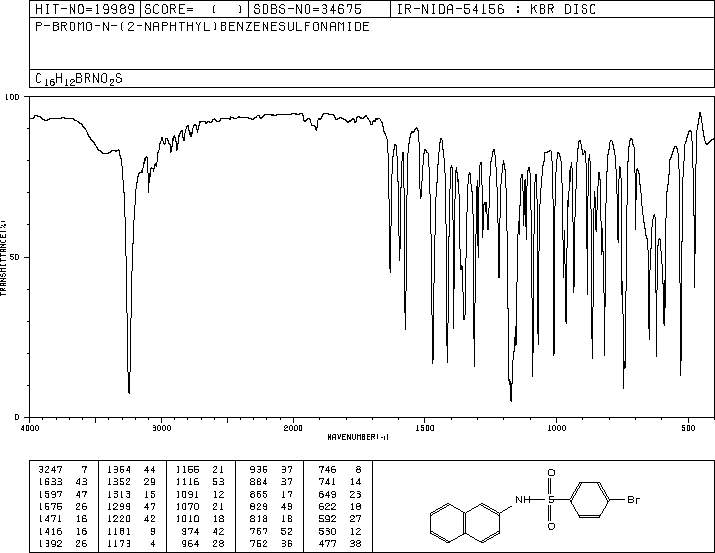 HIT-NO=19989 SCORE= ( ) SDBS-NO=34675 IR-NIDA-54156 : KBR DISC
P-BROMO-N-(2-NAPHTHYL)BENZENESULFONAMIDE
C16H12BRNO2S
100
50
0
TRANSMITTANCE(%)
4000 3000 2000 1500 1000 500
WAVENUMBER(-1)
3247 7 1364 44 1166 21 936 37 746 8
1633 43 1352 29 1116 53 884 37 741 14
1597 47 1313 15 1091 12 865 17 649 23
1576 26 1299 47 1070 21 829 49 622 18
1471 16 1220 42 1010 18 818 18 592 27
1416 16 1181 9 974 42 767 52 530 12
1392 26 1173 4 964 28 762 36 477 38
O
NH S Br
O